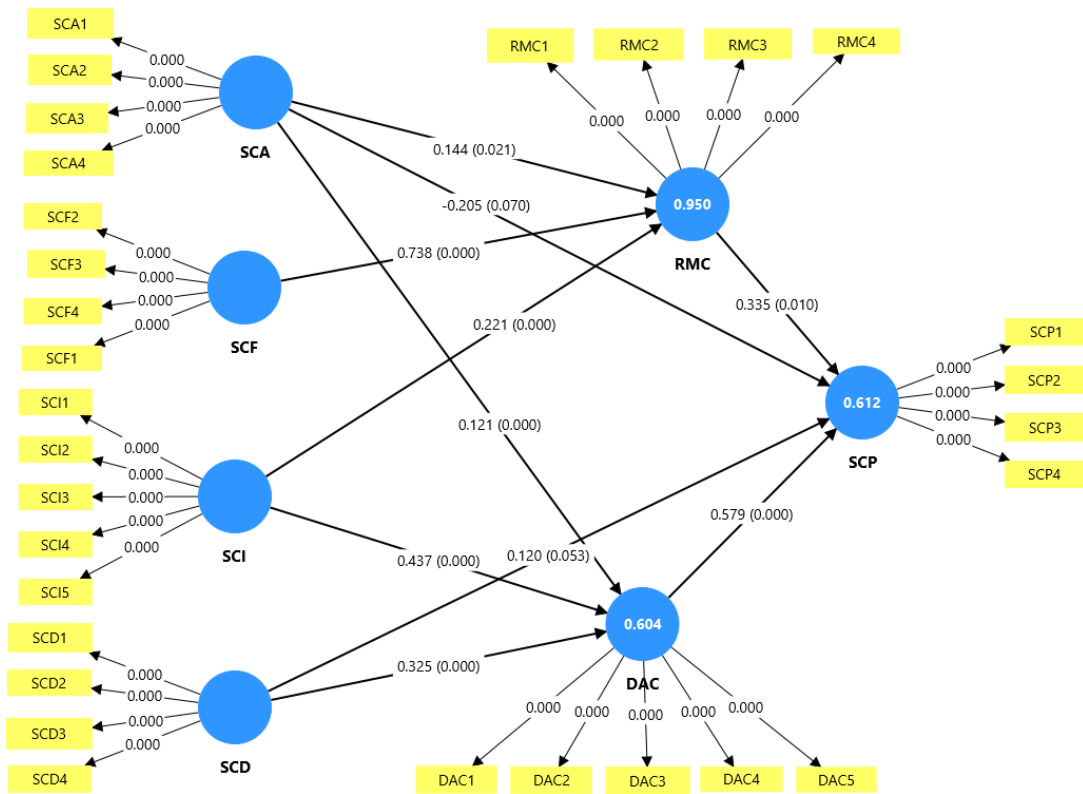 SCA1
SCA2
SCA3
SCA4
0.000
0.000
0.000
0.000
SCA
RMC1
RMC2
RMC3
RMC4
0.000
0.000
0.000
0.000
0.950
RMC
0.144 (0.021)
-0.205 (0.070)
0.738 (0.000)
SCF2
SCF3
SCF4
SCF1
0.000
0.000
0.000
0.000
SCF
0.221 (0.000)
0.335 (0.010)
SCI1
SCI2
SCI3
SCI4
SCI5
0.000
0.000
0.000
0.000
0.000
SCI
0.121 (0.000)
0.612
SCP
0.000
0.000
0.000
0.000
SCP1
SCP2
SCP3
SCP4
0.579 (0.000)
0.437 (0.000)
0.120 (0.053)
0.325 (0.000)
SCD1
SCD2
SCD3
SCD4
0.000
0.000
0.000
0.000
SCD
0.604
DAC
0.000
0.000
0.000
0.000
0.000
DAC1
DAC2
DAC3
DAC4
DAC5